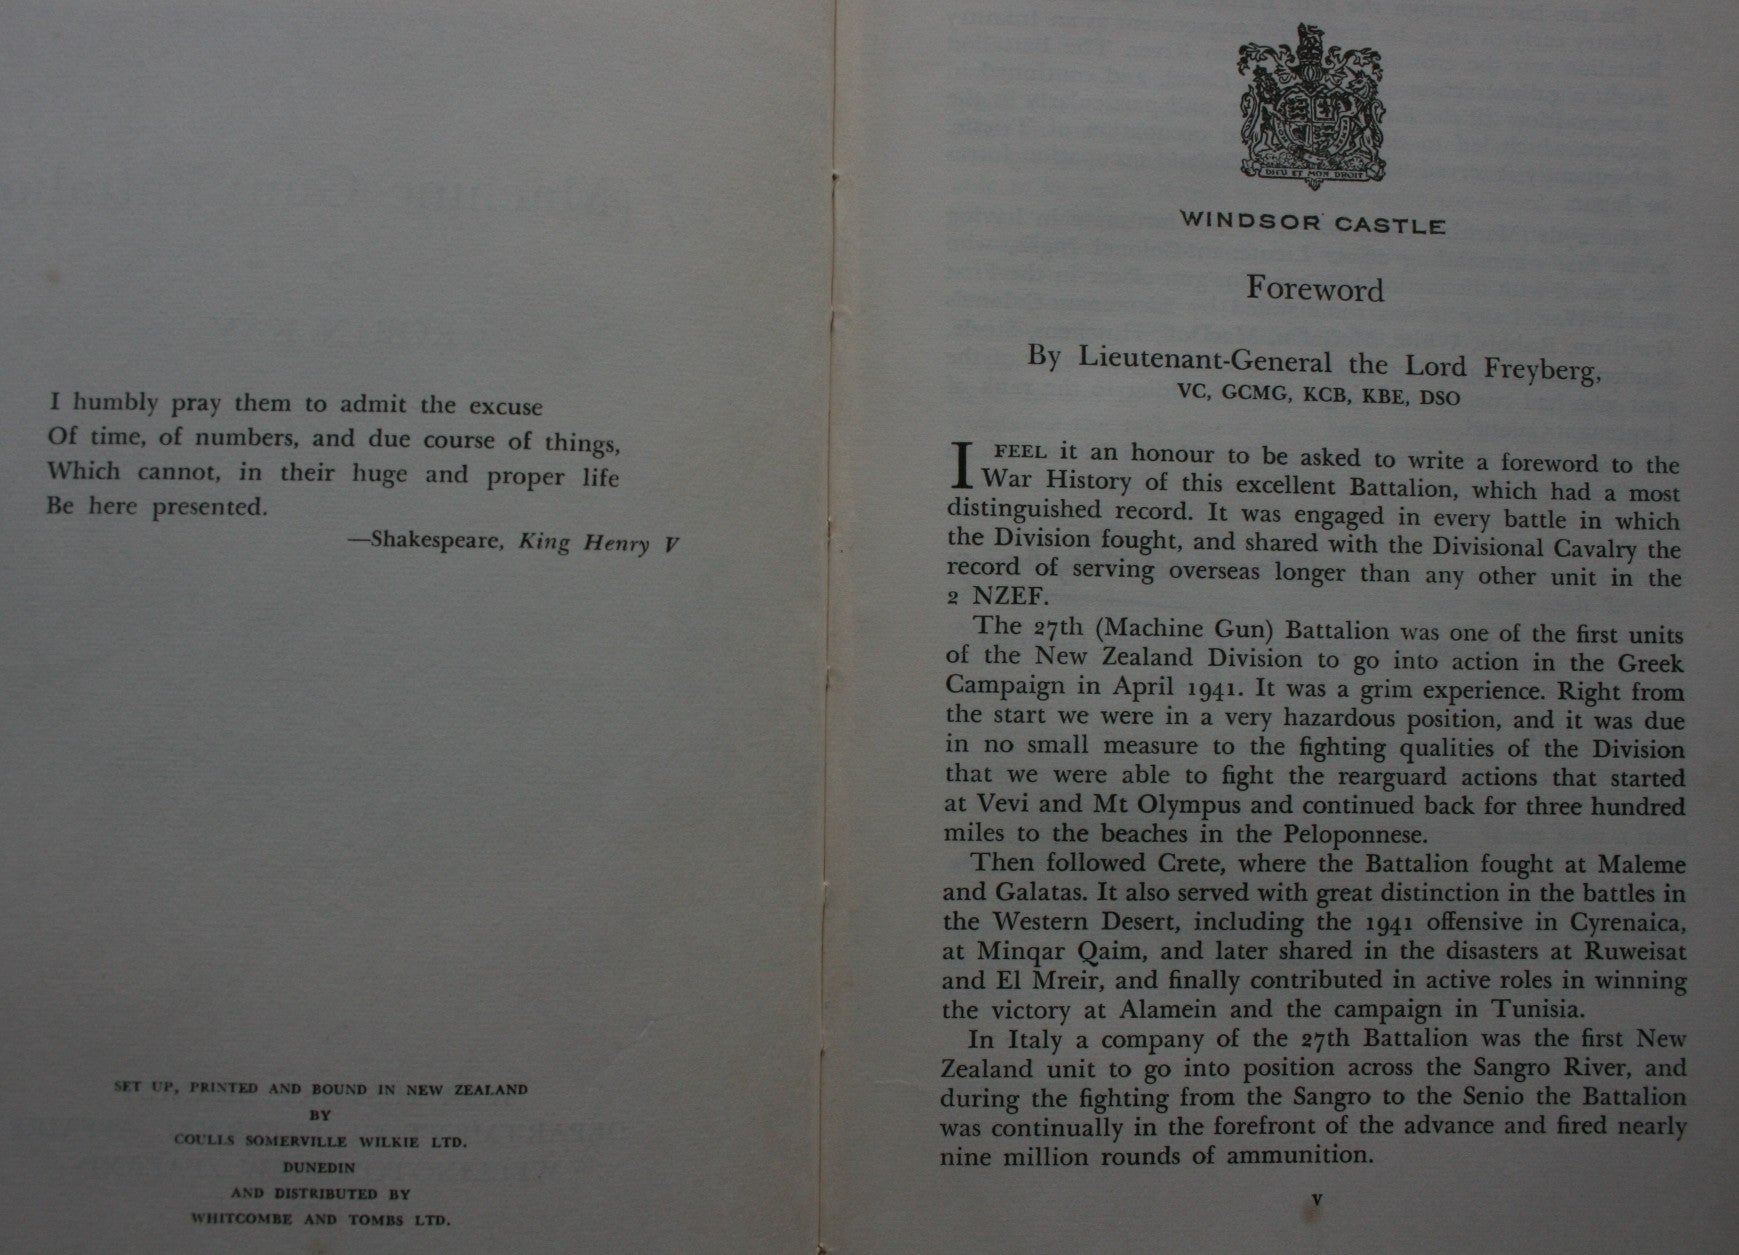 I humbly pray them to admit the excuse
Of time, of numbers, and due course of things,
Which cannot, in their huge and proper life
Be here presented.
—Shakespeare, King Henry V
SET UP, PRINTED AND BOUND IN NEW ZEALAND
BY
COULLS SOMERVILLE WILKIE LTD.
DUNEDIN
AND DISTRIBUTED BY
WHITCOMBE AND TOMBS LTD.
DIEU ET MON DROIT
WINDSOR CASTLE
Foreword
By Lieutenant-General the Lord Freyberg,
VC, GCMG, KCB, KBE, DSO
I FEEL it an honour to be asked to write a foreword to the
War History of this excellent Battalion, which had a most
distinguished record. It was engaged in every battle in which
the Division fought, and shared with the Divisional Cavalry the
record of serving overseas longer than any other unit in the
2 NZEF.
The 27th (Machine Gun) Battalion was one of the first units
of the New Zealand Division to go into action in the Greek
Campaign in April 1941. It was a grim experience. Right from
the start we were in a very hazardous position, and it was due
in no small measure to the fighting qualities of the Division
that we were able to fight the rearguard actions that started
at Vevi and Mt Olympus and continued back for three hundred
miles to the beaches in the Peloponnese.
Then followed Crete, where the Battalion fought at Maleme
and Galatas. It also served with great distinction in the battles in
the Western Desert, including the 1941 offensive in Cyrenaica,
at Minqar Qaim, and later shared in the disasters at Ruweisat
and El Mreir, and finally contributed in active roles in winning
the victory at Alamein and the campaign in Tunisia.
In Italy a company of the 27th Battalion was the first New
Zealand unit to go into position across the Sangro River, and
during the fighting from the Sangro to the Senio the Battalion
was continually in the forefront of the advance and fired nearly
nine million rounds of ammunition.
v